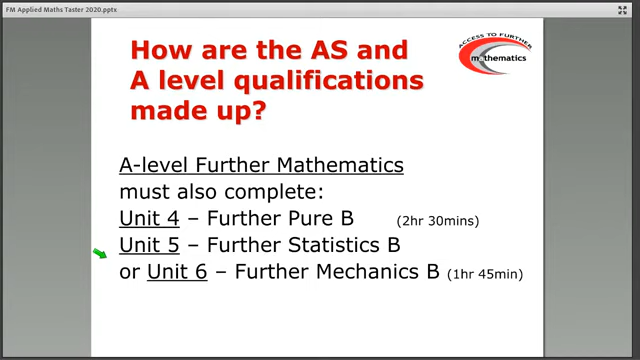 FM Applied Maths Taster 2020.pptx
How are the AS and
A level qualifications
made up?
ACCESS TO FURTHER
mathematics
A-level Further Mathematics
must also complete:
Unit 4 – Further Pure B (2hr 30mins)
Unit 5 – Further Statistics B
or Unit 6 – Further Mechanics B (1hr 45min)